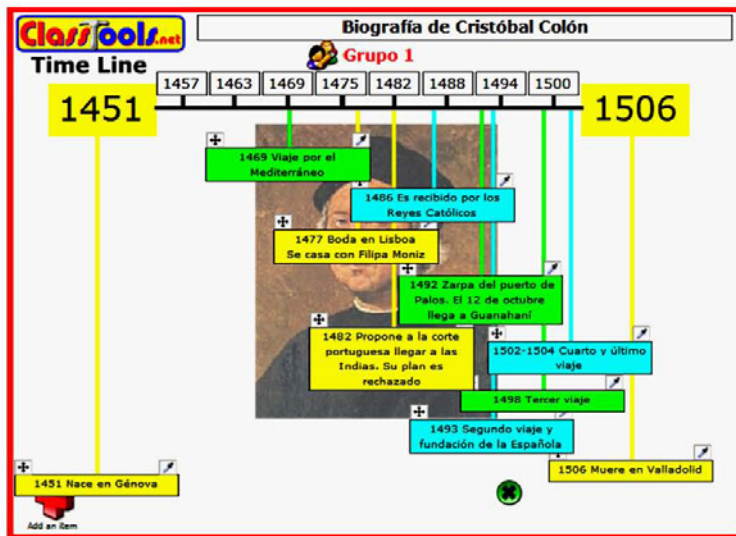 ClassTools.net
Time Line
Biografía de Cristóbal Colón
Grupo 1
1457 1463 1469 1475 1482 1488 1494 1500
1451
1506
1469 Viaje por el
Mediterráneo
1486 Es recibido por los
Reyes Católicos
1477 Boda en Lisboa
Se casa con Filipa Moniz
1492 Zarpa del puerto de
Palos. El 12 de octubre
llega a Guanahaní
1482 Propone a la corte
portuguesa llegar a las
Indias. Su plan es
rechazado
1502-1504 Cuarto y último
viaje
1498 Tercer viaje
1493 Segundo viaje y
fundación de la Española
1451 Nace en Génova
1506 Muere en Valladolid
Add an item